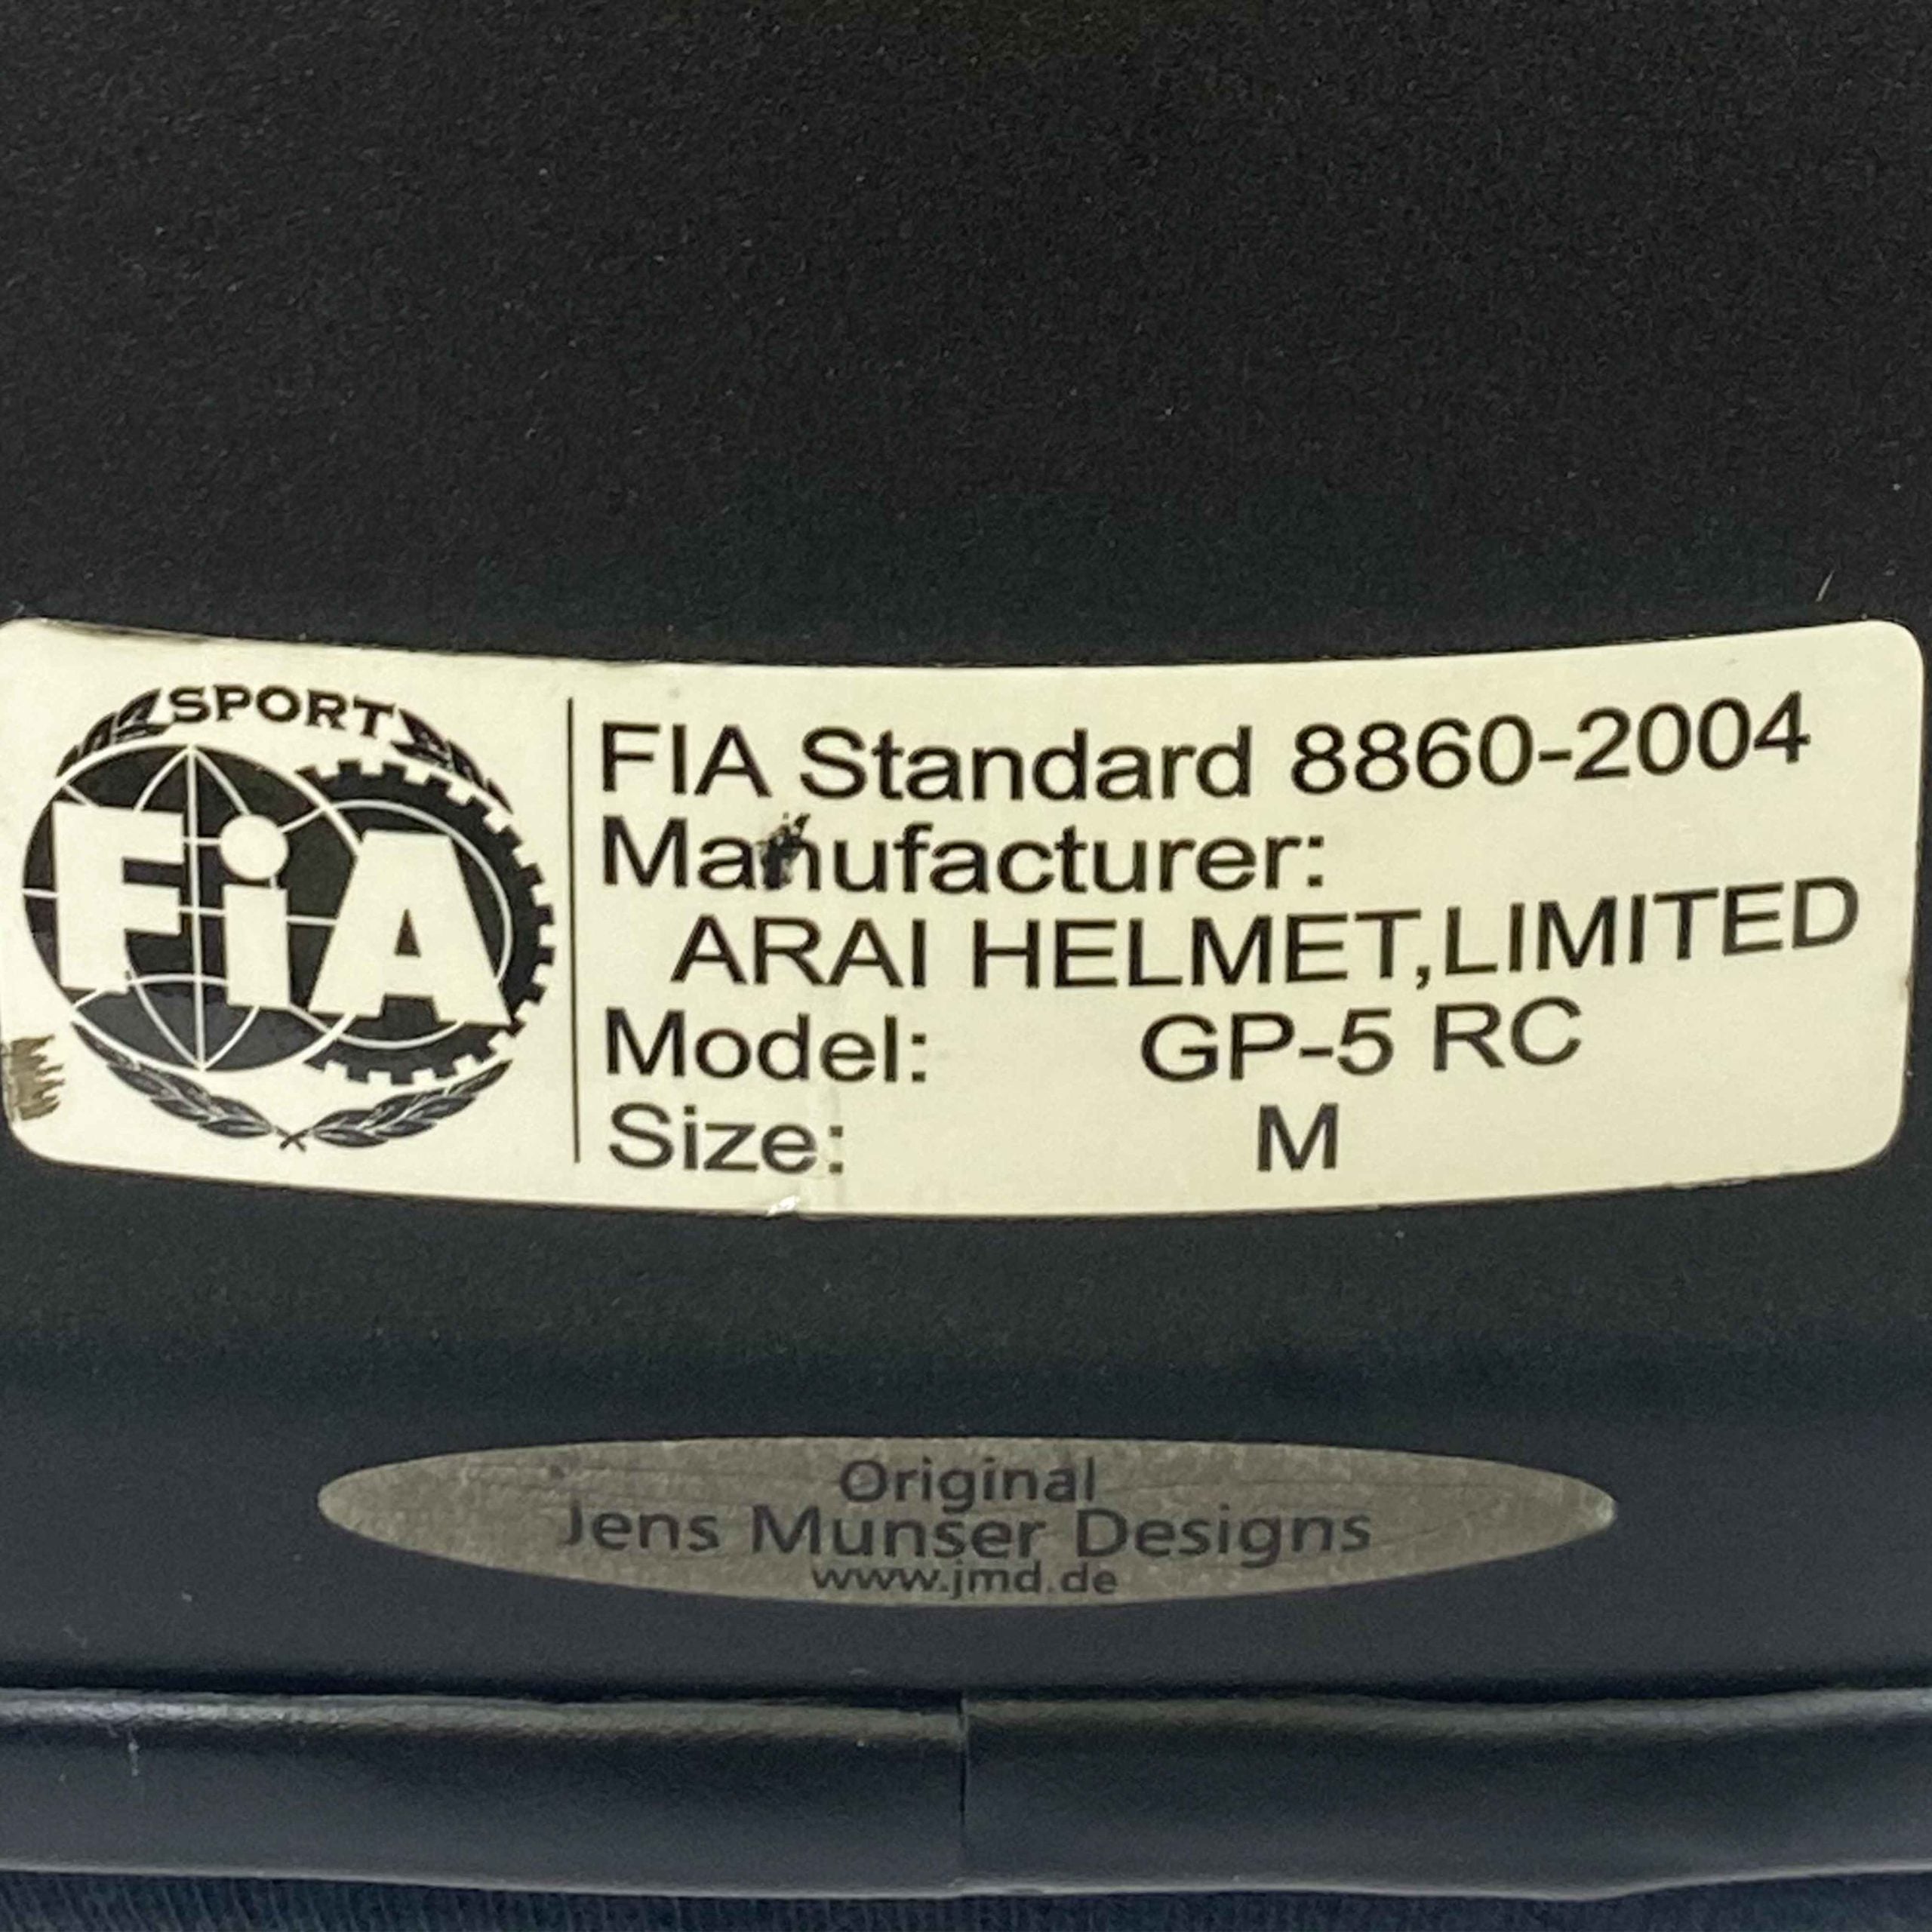 SPORT
FiA
FIA Standard 8860-2004
Manufacturer:
ARAI HELMET,LIMITED
Model: GP-5 RC
Size: M
Original
Jens Munser Designs
www.jmd.de